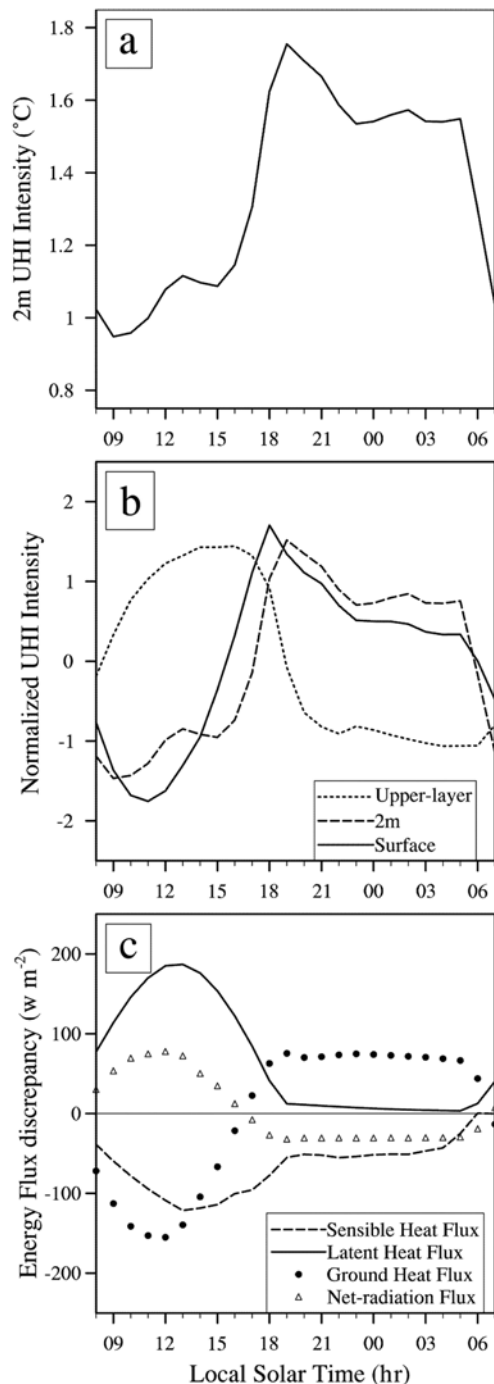 a
2m UHI Intensity (˚C)
1.8
1.6
1.4
1.2
1
0.8
09 12 15 18 21 00 03 06
b
Normalized UHI Intensity
2
1
0
-1
-2
Upper-layer
2m
Surface
09 12 15 18 21 00 03 06
c
Energy Flux discrepancy (w m-2)
200
100
0
-100
-200
Sensible Heat Flux
Latent Heat Flux
Ground Heat Flux
Net-radiation Flux
09 12 15 18 21 00 03 06
Local Solar Time (hr)